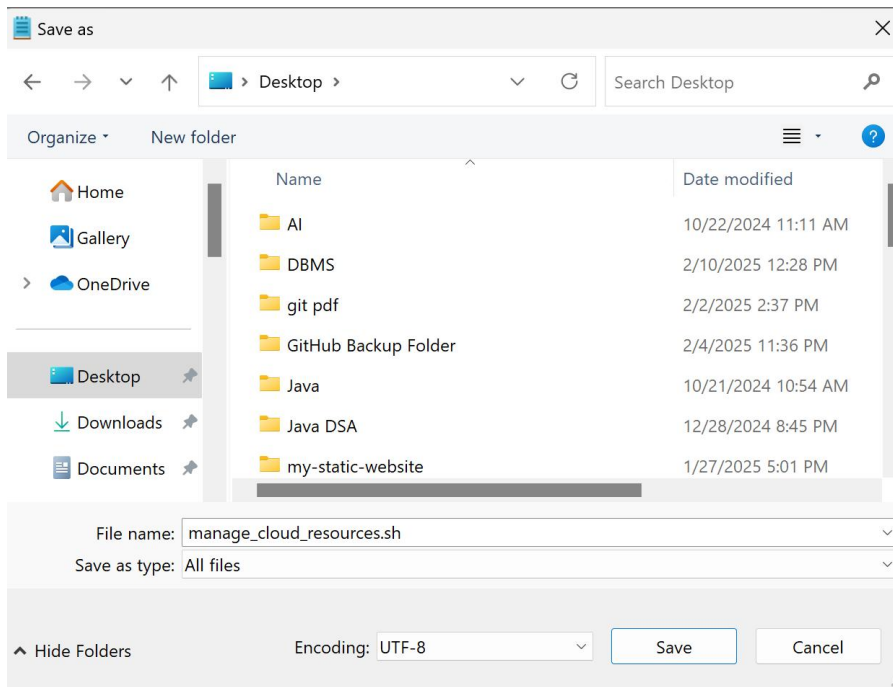 Save as
Desktop
Search Desktop
Organize
New folder
Name
Date modified
Home
Gallery
OneDrive
Desktop
Downloads
Documents
AI 10/22/2024 11:11 AM
DBMS 2/10/2025 12:28 PM
git pdf 2/2/2025 2:37 PM
GitHub Backup Folder 2/4/2025 11:36 PM
Java 10/21/2024 10:54 AM
Java DSA 12/28/2024 8:45 PM
my-static-website 1/27/2025 5:01 PM
File name: manage_cloud_resources.sh
Save as type: All files
Hide Folders
Encoding: UTF-8
Save
Cancel